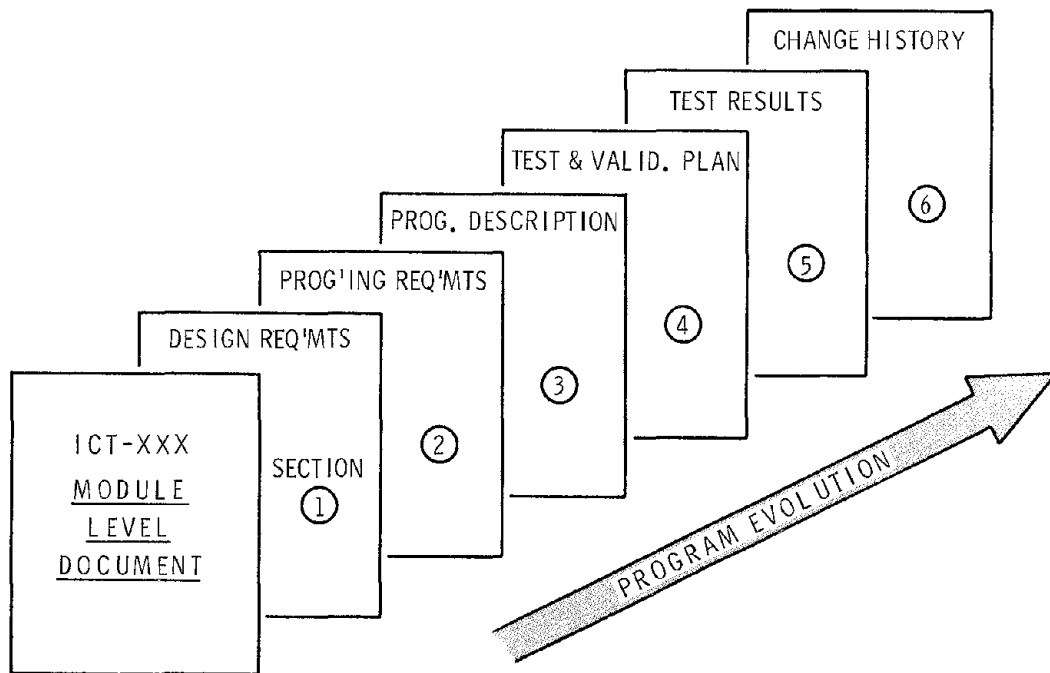 CHANGE HISTORY
6
TEST RESULTS
5
TEST & VALID. PLAN
4
PROG. DESCRIPTION
3
PROG'ING REQ'MTS
2
DESIGN REQ'MTS
SECTION
1
ICT-XXX
MODULE
LEVEL
DOCUMENT
PROGRAM EVOLUTION